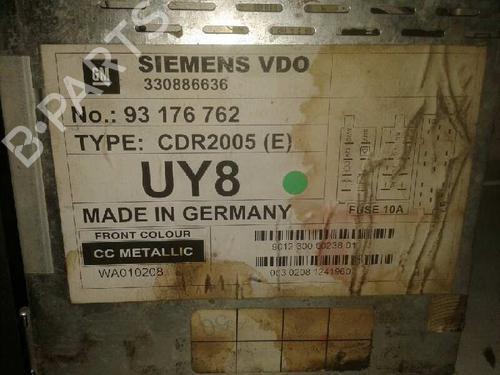 GM
SIEMENS VDO
330886636
No.: 93 176 762
TYPE: CDR2005 (E)
UY8
MADE IN GERMANY
FUSE 10A
FRONT COLOUR
CC METALLIC
WA010208
9012 300 00238 01
003 0208 1241960
B-PARTS